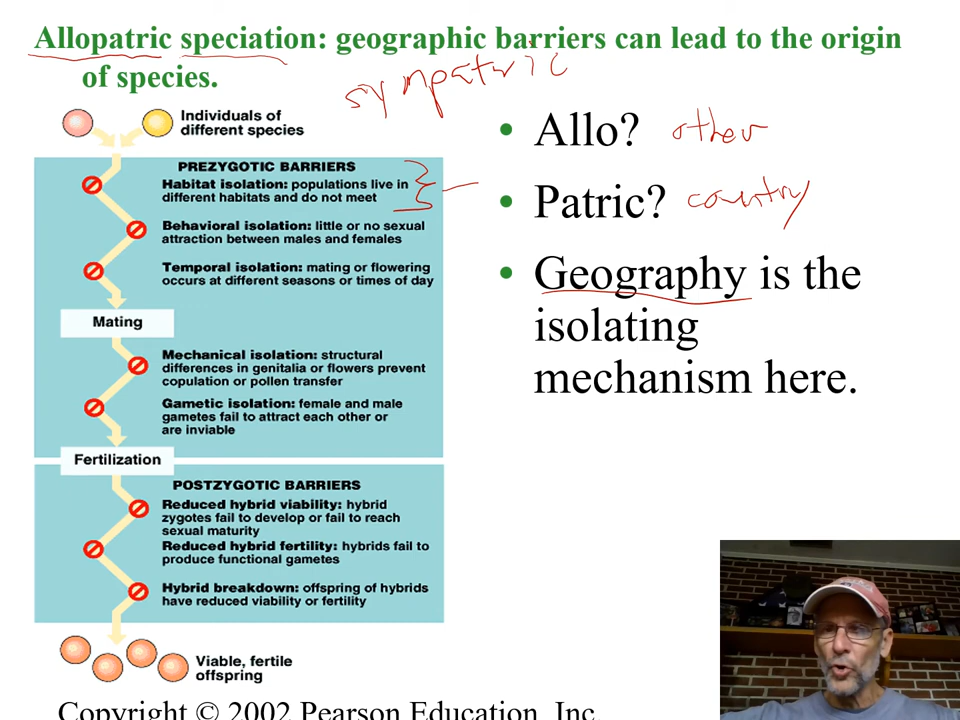 Allopatric speciation: geographic barriers can lead to the origin
of species.
sympatric
Individuals of
different species
PREZYGOTIC BARRIERS
Habitat isolation: populations live in
different habitats and do not meet
Behavioral isolation: little or no sexual
attraction between males and females
Temporal isolation: mating or flowering
occurs at different seasons or times of day
Mating
Mechanical isolation: structural
differences in genitalia or flowers prevent
copulation or pollen transfer
Gametic isolation: female and male
gametes fail to attract each other or
are inviable
Fertilization
POSTZYGOTIC BARRIERS
Reduced hybrid viability: hybrid
zygotes fail to develop or fail to reach
sexual maturity
Reduced hybrid fertility: hybrids fail to
produce functional gametes
Hybrid breakdown: offspring of hybrids
have reduced viability or fertility
Viable, fertile
offspring
• Allo? other
• Patric? country
• Geography is the
isolating
mechanism here.
Copyright © 2002 Pearson Education, Inc